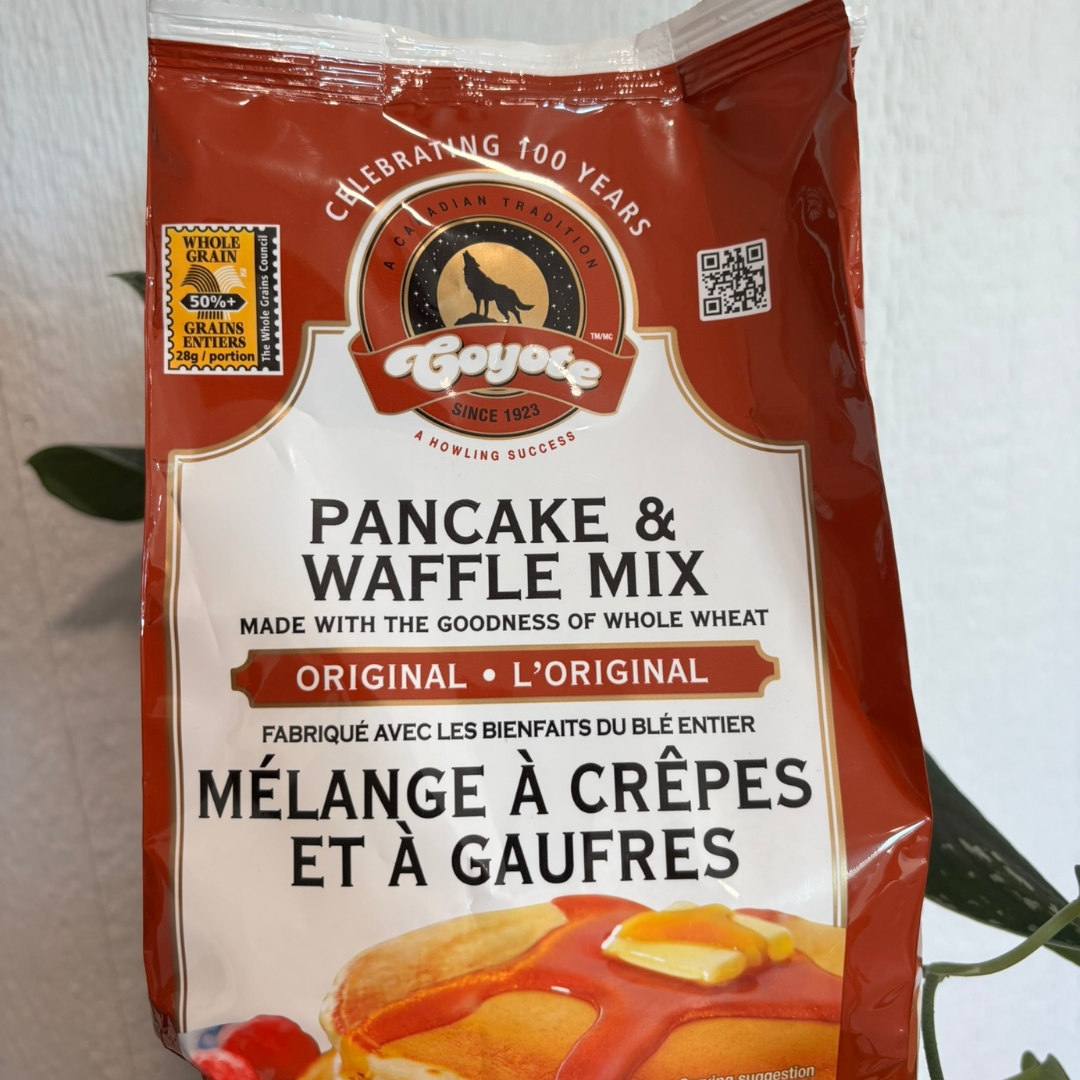 CELEBRATING 100 YEARS
A CANADIAN TRADITION
WHOLE
GRAIN
50%+
GRAINS
ENTIERS
28g / portion
The Whole Grains Council
Coyote
TM/MC
SINCE 1923
A HOWLING SUCCESS
PANCAKE &
WAFFLE MIX
MADE WITH THE GOODNESS OF WHOLE WHEAT
ORIGINAL • L'ORIGINAL
FABRIQUÉ AVEC LES BIENFAITS DU BLÉ ENTIER
MÉLANGE À CRÊPES
ET À GAUFRES
suggestion